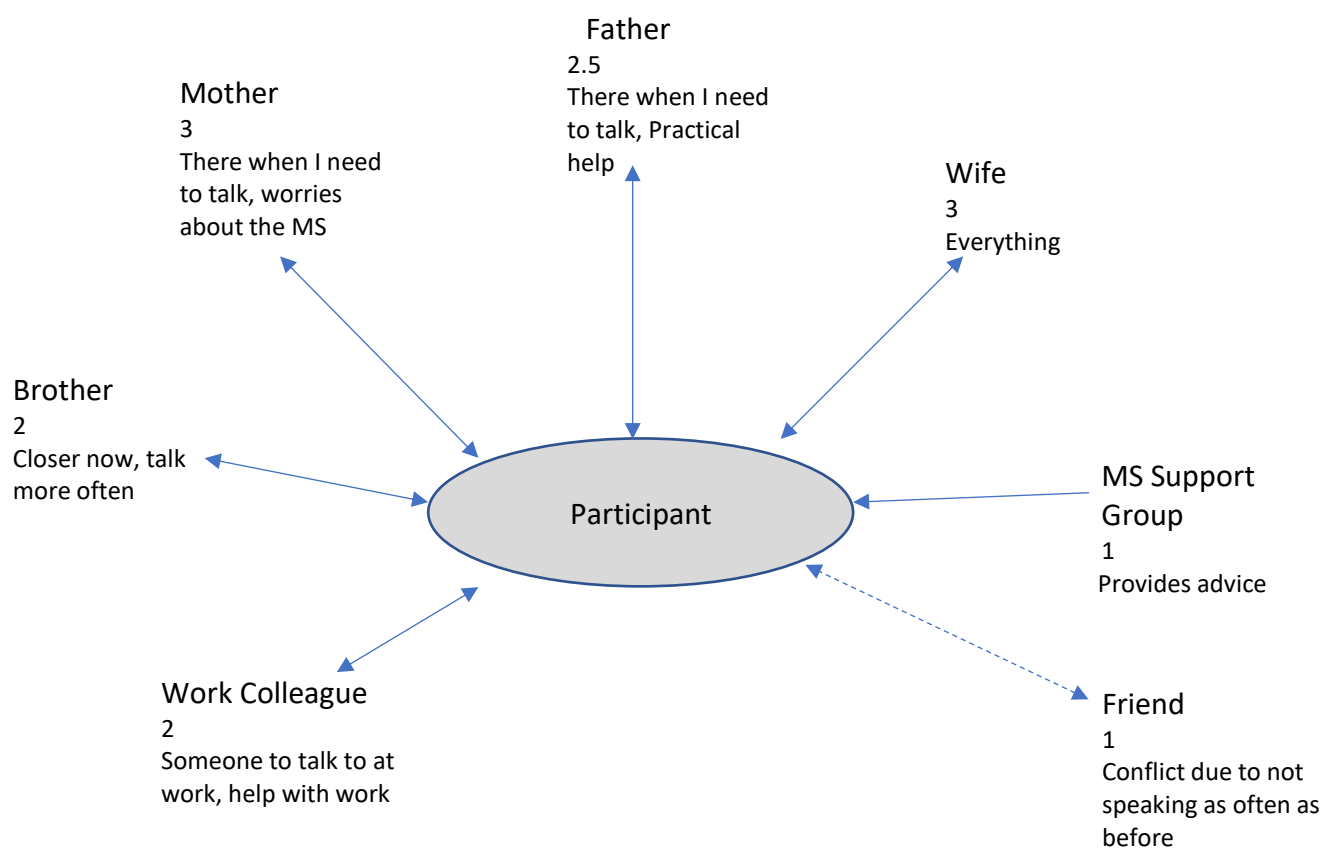 Father
2.5
There when I need
to talk, Practical
help
Mother
3
There when I need
to talk, worries
about the MS
Wife
3
Everything
Brother
2
Closer now, talk
more often
Participant
MS Support
Group
1
Provides advice
Work Colleague
2
Someone to talk to at
work, help with work
Friend
1
Conflict due to not
speaking as often as
before